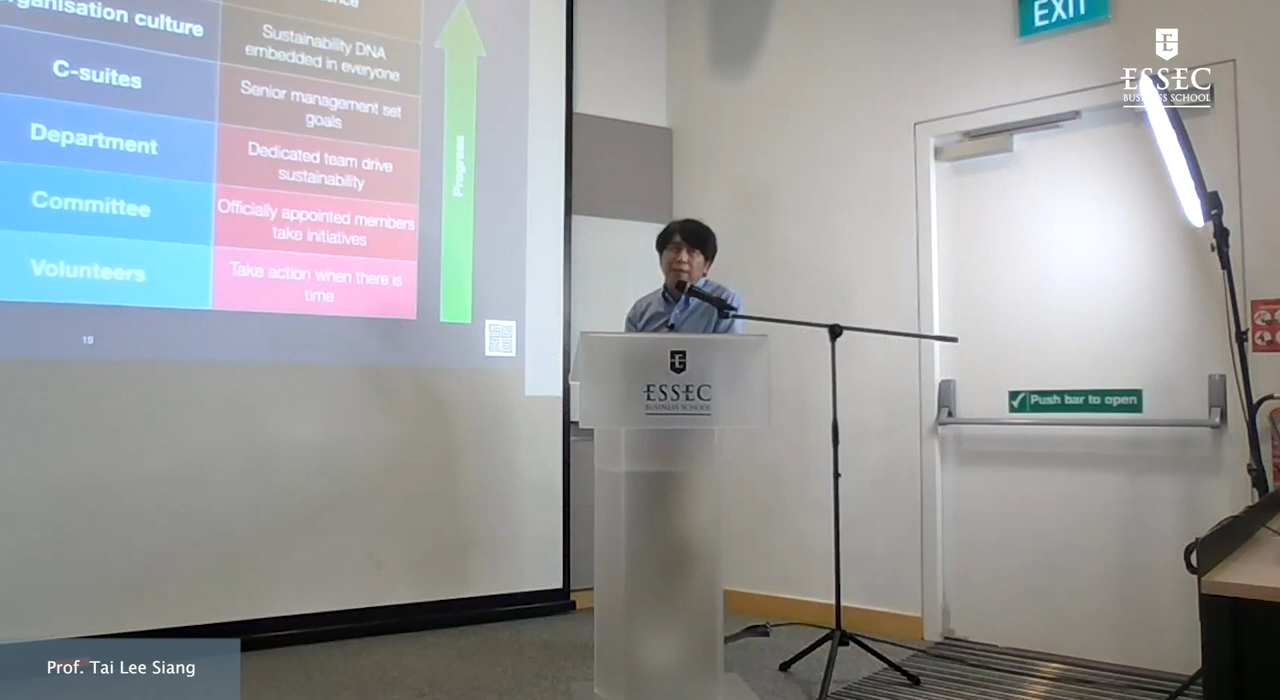 Organisation culture
Sustainability DNA
embedded in everyone
C-suites
Senior management set
goals
Department
Dedicated team drive
sustainability
Committee
Officially appointed members
take initiatives
Volunteers
Take action when there is
time
Progress
19
EXIT
ESSEC
BUSINESS SCHOOL
ESSEC
BUSINESS SCHOOL
Push bar to open
Prof. Tai Lee Siang